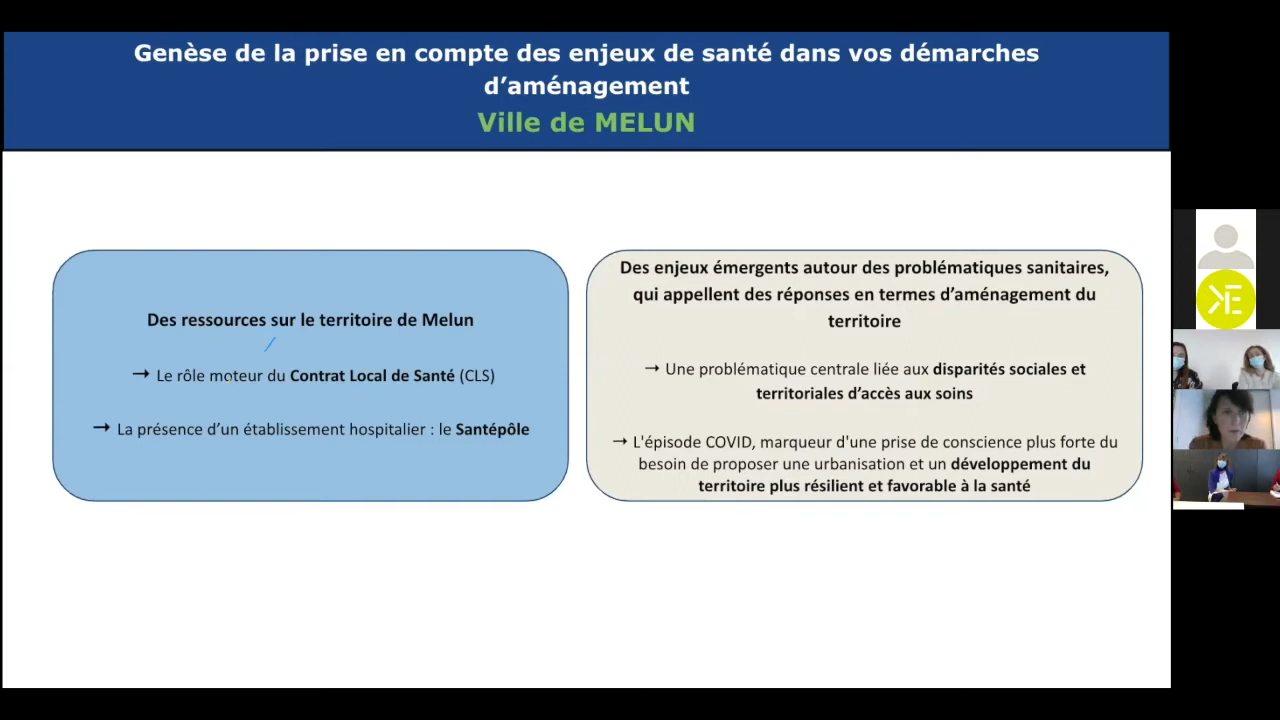 Genèse de la prise en compte des enjeux de santé dans vos démarches
d’aménagement
Ville de MELUN
Des ressources sur le territoire de Melun
→ Le rôle moteur du Contrat Local de Santé (CLS)
→ La présence d’un établissement hospitalier : le Santépôle
Des enjeux émergents autour des problématiques sanitaires,
qui appellent des réponses en termes d’aménagement du
territoire
→ Une problématique centrale liée aux disparités sociales et
territoriales d’accès aux soins
→ L'épisode COVID, marqueur d'une prise de conscience plus forte du
besoin de proposer une urbanisation et un développement du
territoire plus résilient et favorable à la santé